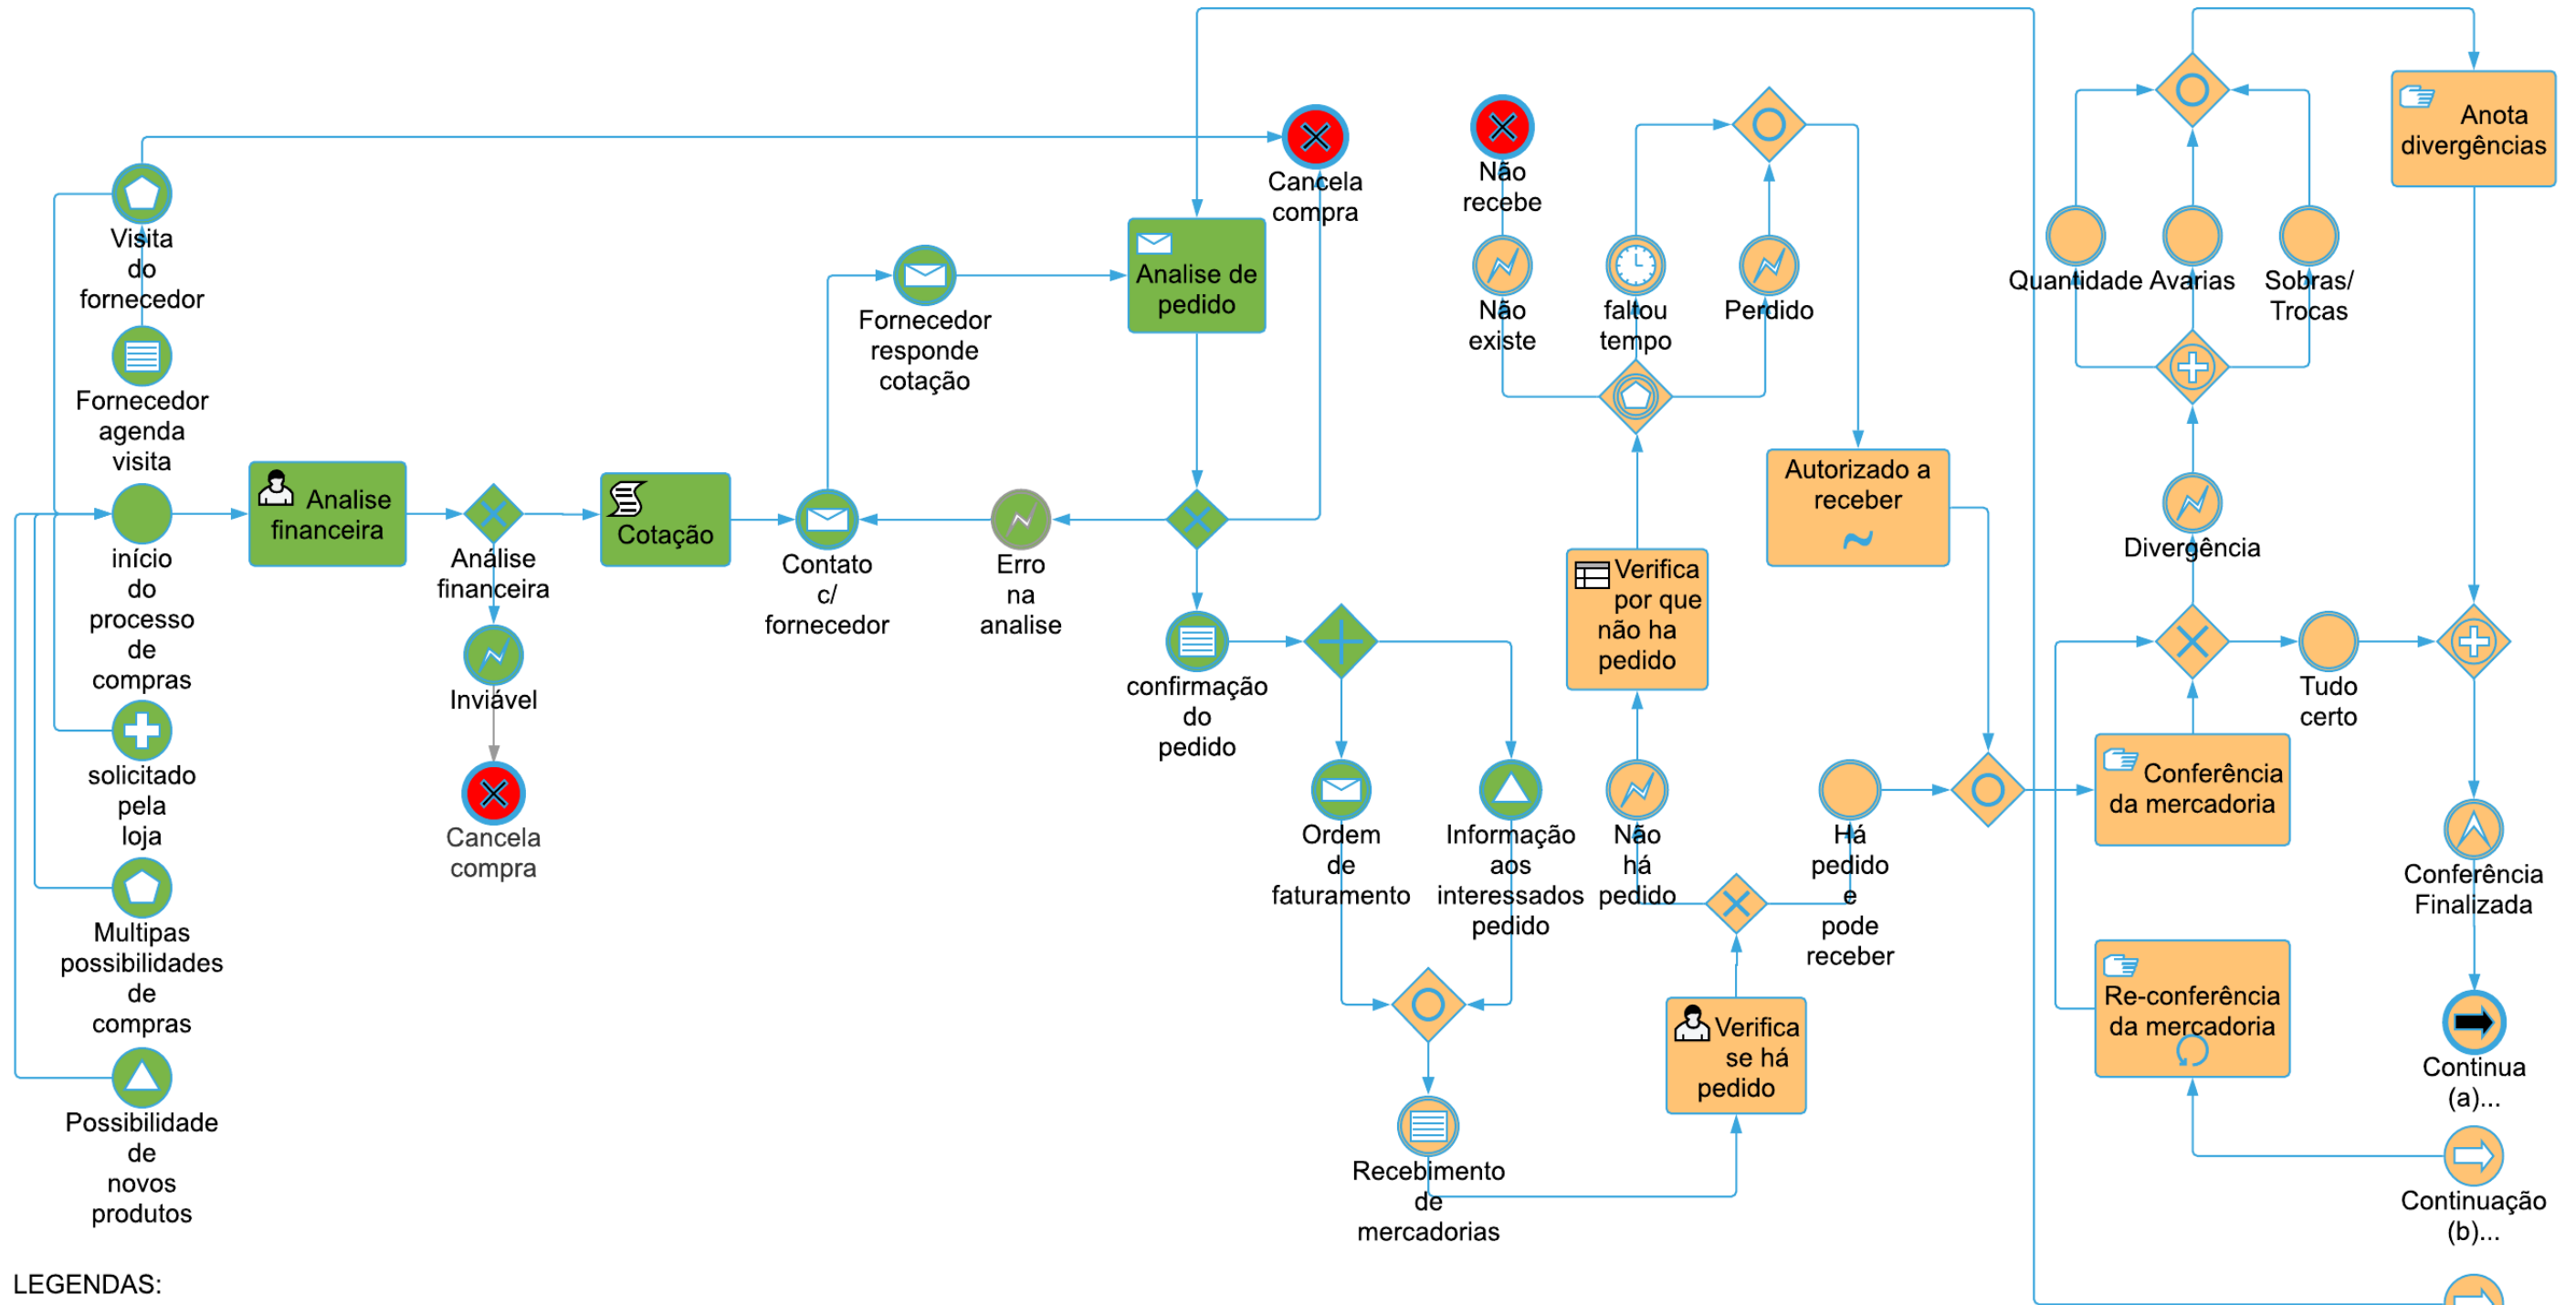 Visita
do
fornecedor
Fornecedor
agenda
visita
início
do
processo
de
compras
solicitado
pela
loja
Multipas
possibilidades
de
compras
Possibilidade
de
novos
produtos
Analise
financeira
Análise
financeira
Inviável
Cancela
compra
Cotação
Contato
c/
fornecedor
Fornecedor
responde
cotação
Erro
na
analise
Analise de
pedido
Cancela
compra
confirmação
do
pedido
Ordem
de
faturamento
Informação
aos
interessados
pedido
Recebimento
de
mercadorias
Não
recebe
Não
existe
faltou
tempo
Perdido
Autorizado a
receber
Verifica
por que
não ha
pedido
Não
há
pedido
Há
pedido
e
pode
receber
Verifica
se há
pedido
Quantidade
Avarias
Sobras/
Trocas
Anota
divergências
Divergência
Tudo
certo
Conferência
da mercadoria
Re-conferência
da mercadoria
Conferência
Finalizada
Continua
(a)...
Continuação
(b)...
LEGENDAS: